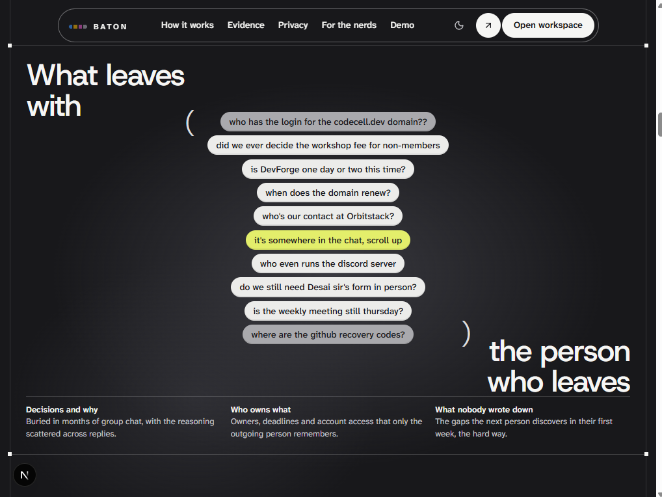 BATON
How it works
Evidence
Privacy
For the nerds
Demo
Open workspace
What leaves
with
(
who has the login for the codecell.dev domain??
did we ever decide the workshop fee for non-members
is DevForge one day or two this time?
when does the domain renew?
who's our contact at Orbitstack?
it's somewhere in the chat, scroll up
who even runs the discord server
do we still need Desai sir's form in person?
is the weekly meeting still thursday?
where are the github recovery codes?
)
the person
who leaves
Decisions and why
Buried in months of group chat, with the reasoning
scattered across replies.
Who owns what
Owners, deadlines and account access that only the
outgoing person remembers.
What nobody wrote down
The gaps the next person discovers in their first
week, the hard way.
N